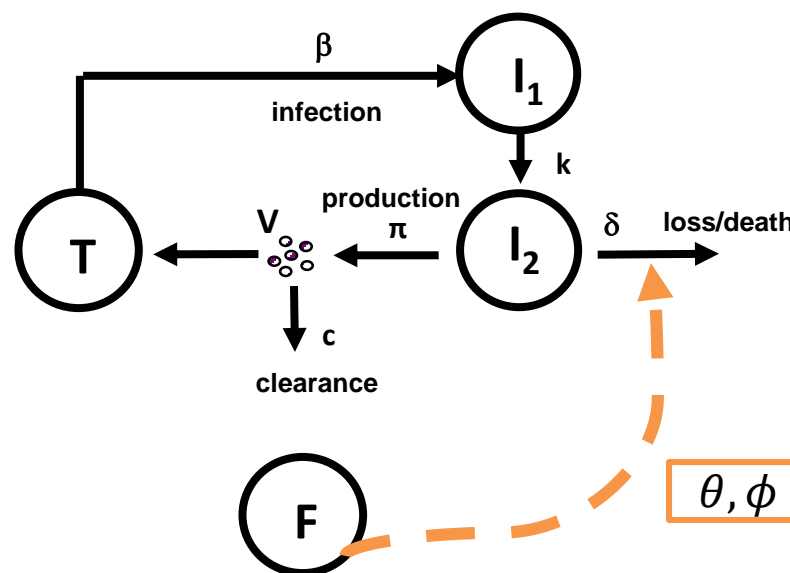 β
I₁
infection
k
production
V
π
I₂
δ
loss/death
T
c
clearance
F
θ, ϕ